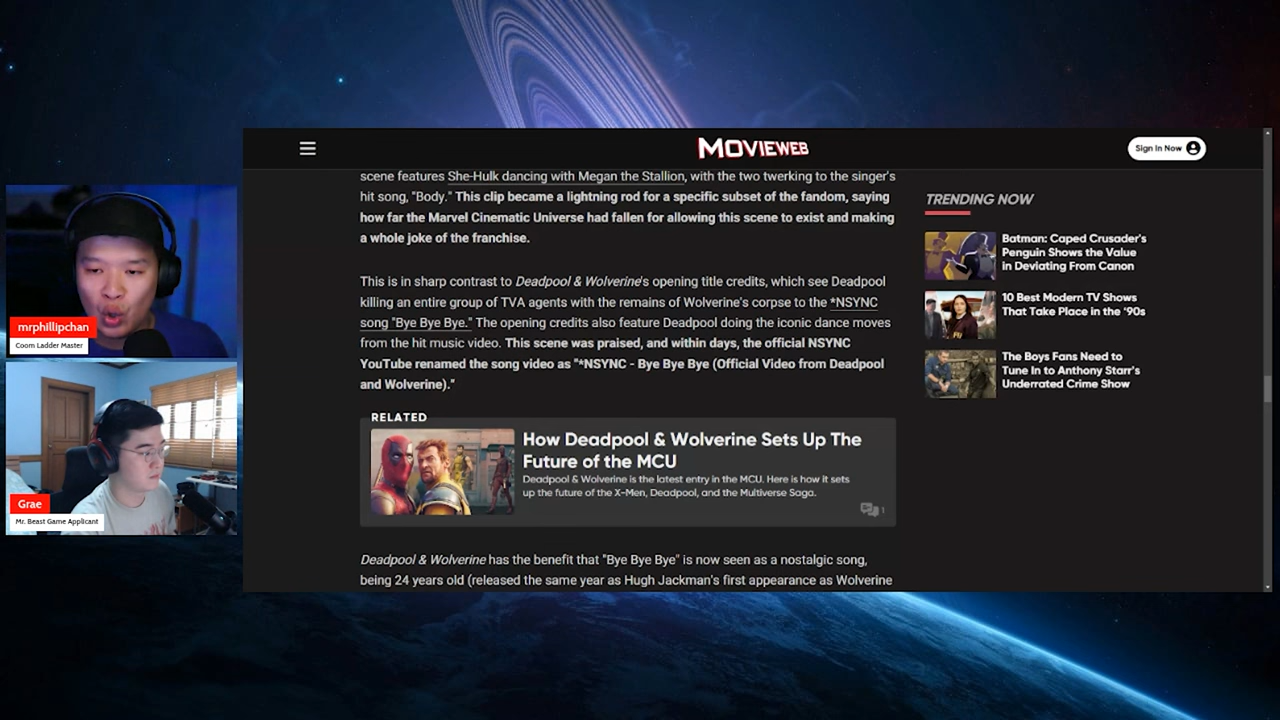 MOVIEWEB
Sign In Now
scene features She-Hulk dancing with Megan the Stallion, with the two twerking to the singer's
hit song, "Body." This clip became a lightning rod for a specific subset of the fandom, saying
how far the Marvel Cinematic Universe had fallen for allowing this scene to exist and making
a whole joke of the franchise.
This is in sharp contrast to Deadpool & Wolverine's opening title credits, which see Deadpool
killing an entire group of TVA agents with the remains of Wolverine's corpse to the *NSYNC
song "Bye Bye Bye." The opening credits also feature Deadpool doing the iconic dance moves
from the hit music video. This scene was praised, and within days, the official NSYNC
YouTube renamed the song video as "*NSYNC - Bye Bye Bye (Official Video from Deadpool
and Wolverine)."
RELATED
How Deadpool & Wolverine Sets Up The
Future of the MCU
Deadpool & Wolverine is the latest entry in the MCU. Here is how it sets
up the future of the X-Men, Deadpool, and the Multiverse Saga.
1
Deadpool & Wolverine has the benefit that "Bye Bye Bye" is now seen as a nostalgic song,
being 24 years old (released the same year as Hugh Jackman's first appearance as Wolverine
TRENDING NOW
Batman: Caped Crusader's
Penguin Shows the Value
in Deviating From Canon
10 Best Modern TV Shows
That Take Place in the '90s
The Boys Fans Need to
Tune In to Anthony Starr's
Underrated Crime Show
mrphillipchan
Coom Ladder Master
Grae
Mr. Beast Game Applicant